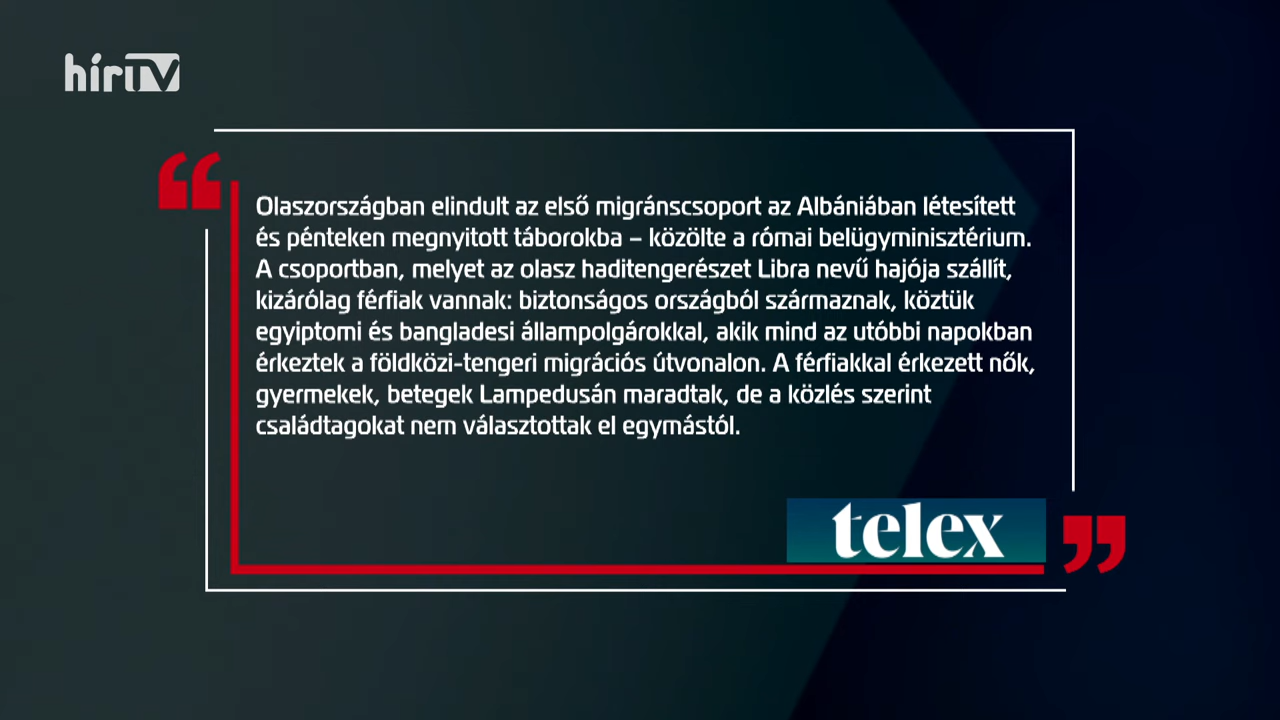 hírTV
Olaszországban elindult az első migránscsoport az Albániában létesített
és pénteken megnyitott táborokba – közölte a római belügyminisztérium.
A csoportban, melyet az olasz haditengerészet Libra nevű hajója szállít,
kizárólag férfiak vannak: biztonságos országból származnak, köztük
egyiptomi és bangladesi állampolgárokkal, akik mind az utóbbi napokban
érkeztek a földközi-tengeri migrációs útvonalon. A férfiakkal érkezett nők,
gyermekek, betegek Lampedusán maradtak, de a közlés szerint
családtagokat nem választottak el egymástól.
telex